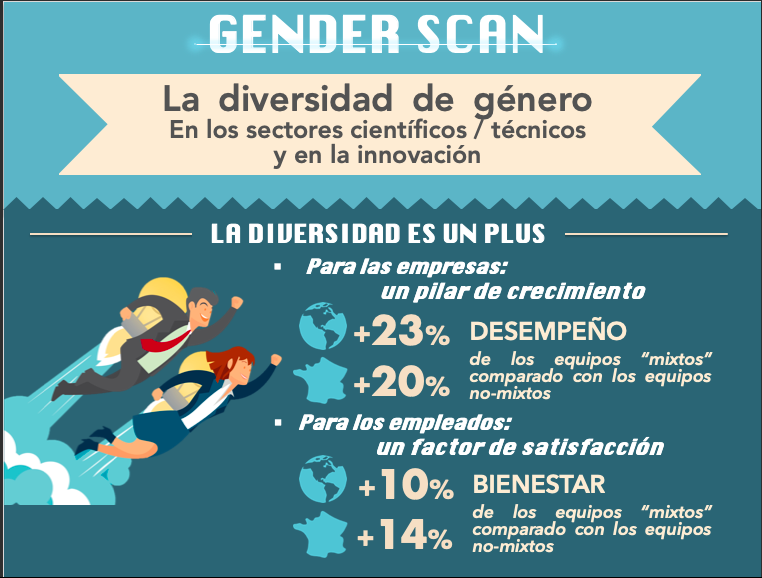 GENDER SCAN
La diversidad de género
En los sectores científicos / técnicos
y en la innovación
LA DIVERSIDAD ES UN PLUS
▪ Para las empresas:
un pilar de crecimiento
+23% DESEMPEÑO
de los equipos “mixtos”
comparado con los equipos
no-mixtos
+20%
▪ Para los empleados:
un factor de satisfacción
+10% BIENESTAR
de los equipos “mixtos”
comparado con los equipos
no-mixtos
+14%